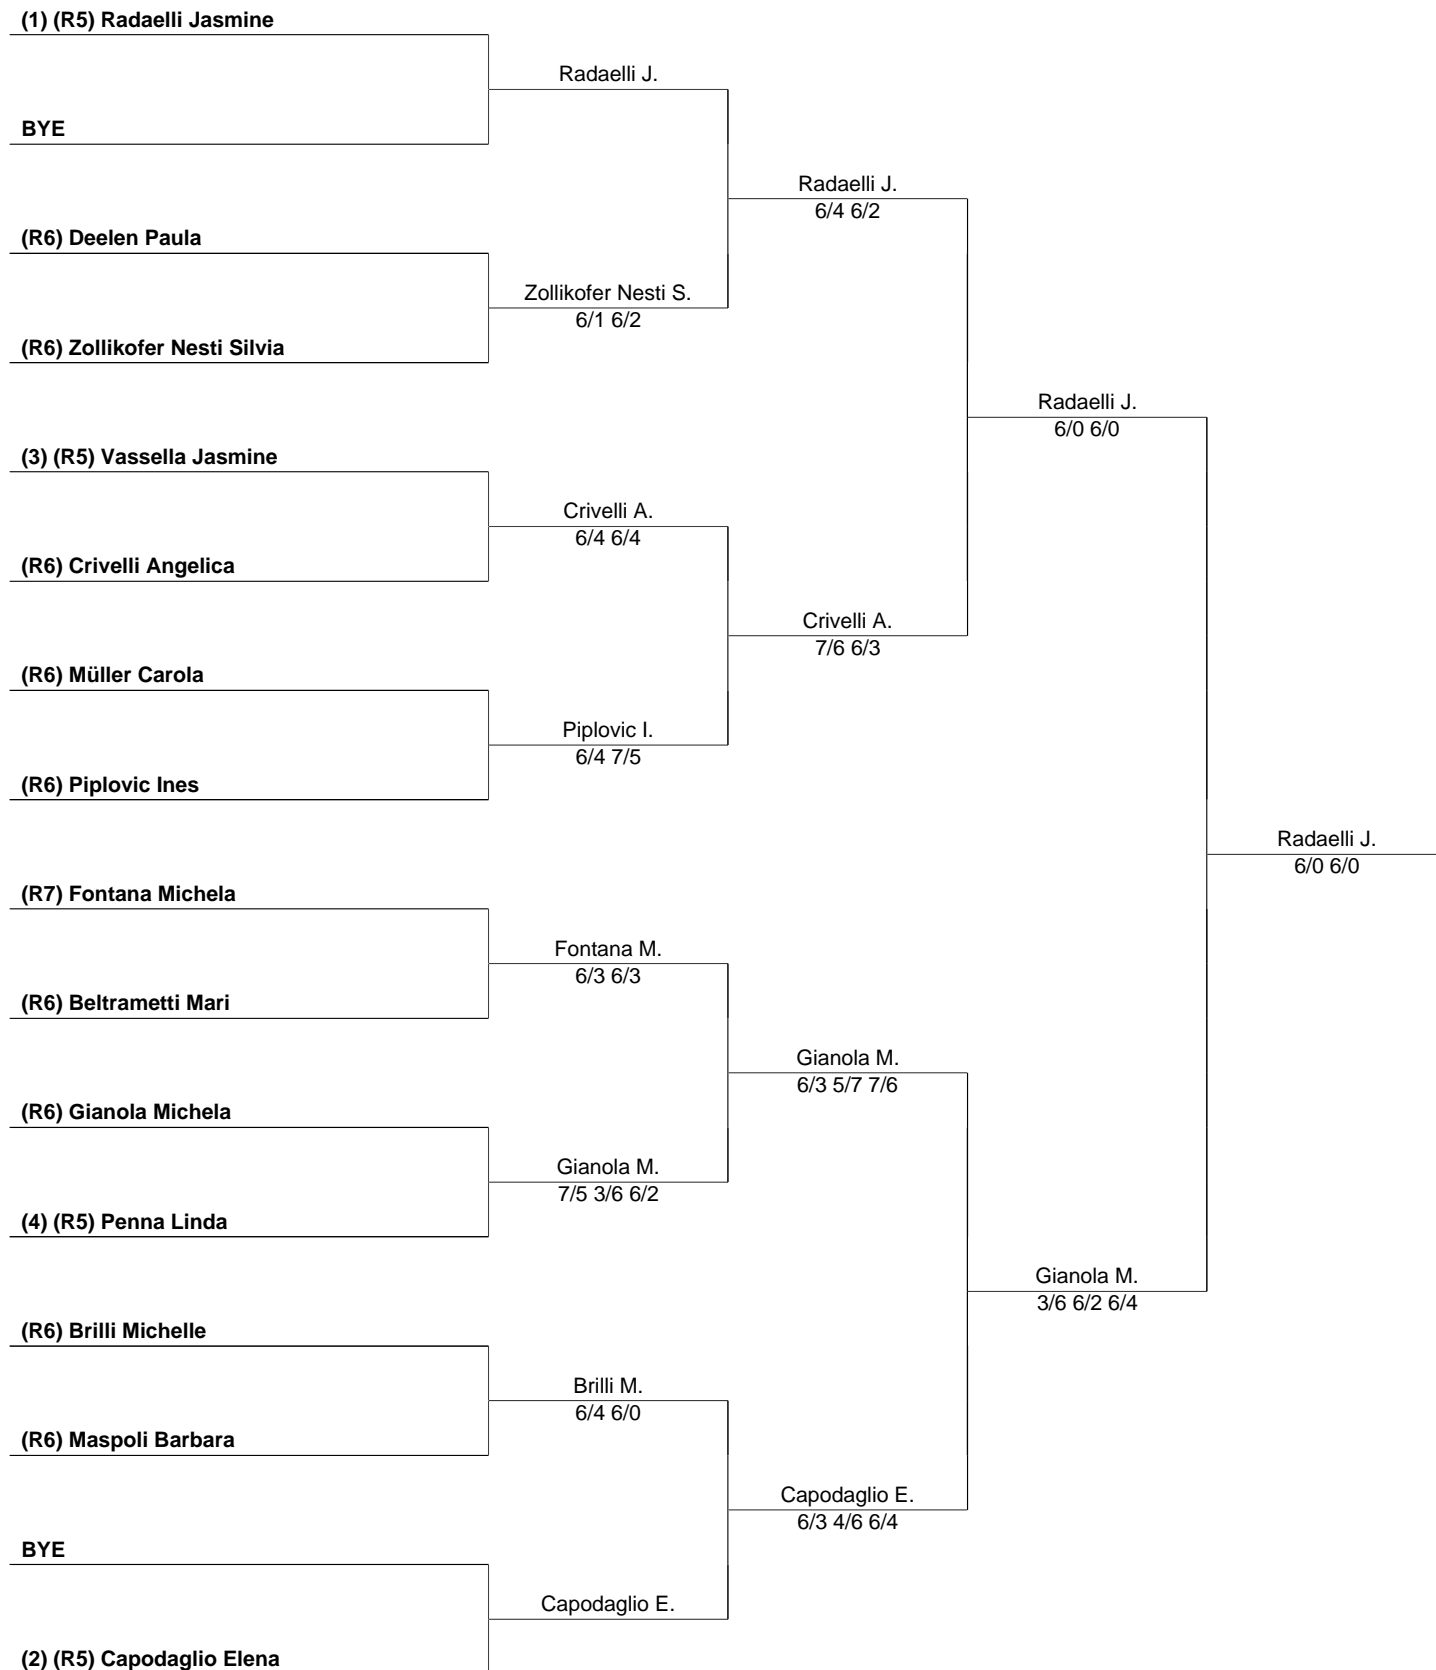 (1) (R5) Radaelli Jasmine
Radaelli J.
BYE
Radaelli J.
6/4 6/2
(R6) Deelen Paula
Zollikofer Nesti S.
6/1 6/2
(R6) Zollikofer Nesti Silvia
Radaelli J.
6/0 6/0
(3) (R5) Vassella Jasmine
Crivelli A.
6/4 6/4
(R6) Crivelli Angelica
Crivelli A.
7/6 6/3
(R6) Müller Carola
Piplovic I.
6/4 7/5
(R6) Piplovic Ines
Radaelli J.
6/0 6/0
(R7) Fontana Michela
Fontana M.
6/3 6/3
(R6) Beltrametti Mari
Gianola M.
6/3 5/7 7/6
(R6) Gianola Michela
Gianola M.
7/5 3/6 6/2
(4) (R5) Penna Linda
Gianola M.
3/6 6/2 6/4
(R6) Brilli Michelle
Brilli M.
6/4 6/0
(R6) Maspoli Barbara
Capodaglio E.
6/3 4/6 6/4
BYE
Capodaglio E.
(2) (R5) Capodaglio Elena